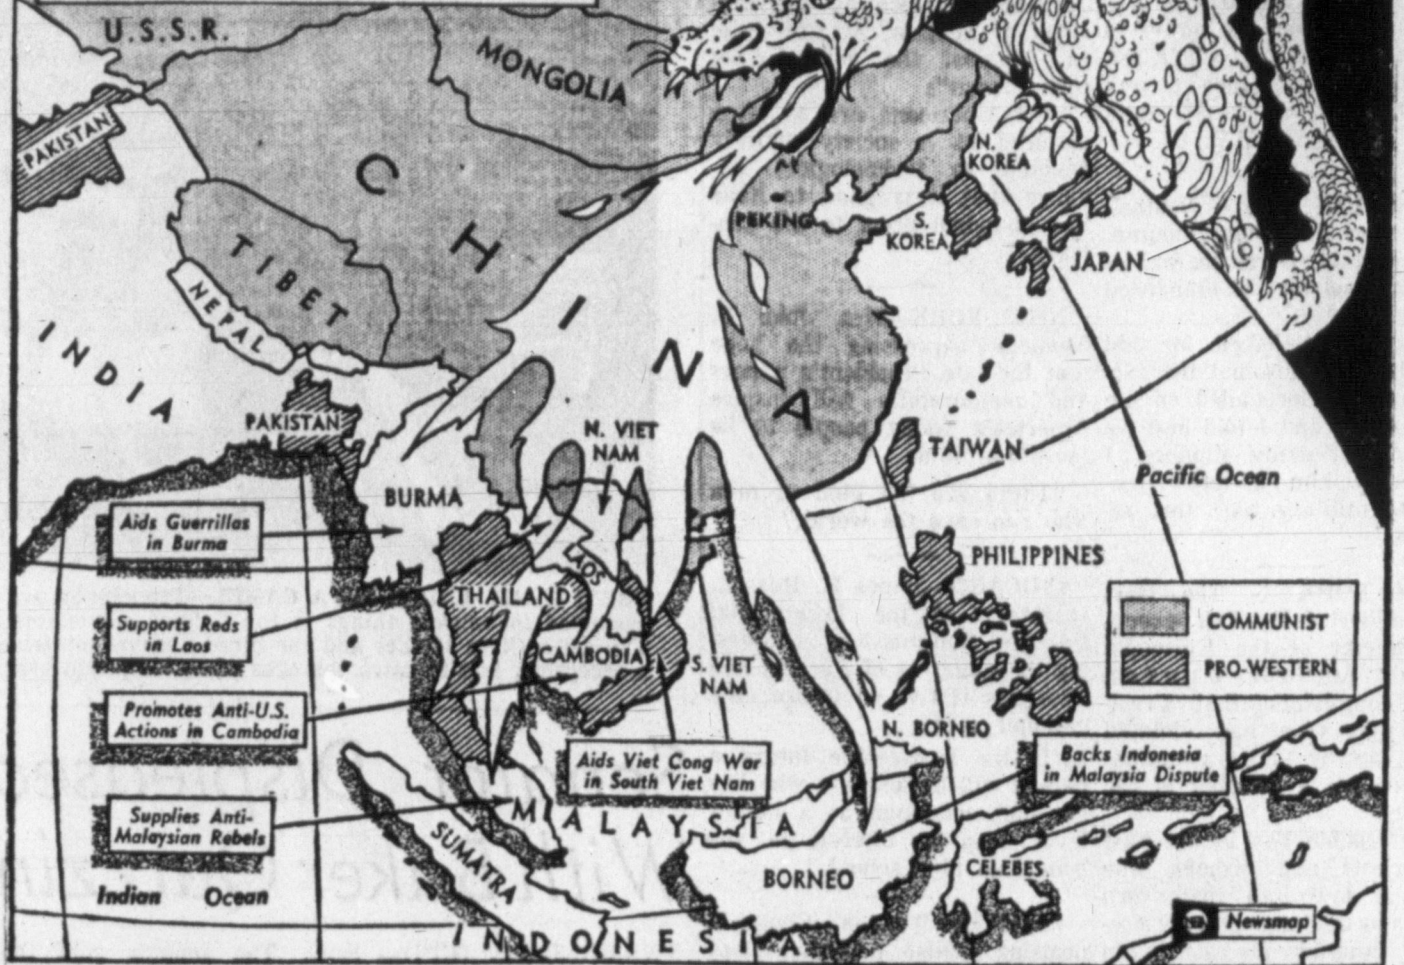 U.S.S.R.
MONGOLIA
PAKISTAN
CHINA
N.
KOREA
PEKING
S.
KOREA
JAPAN
TIBET
NEPAL
INDIA
PAKISTAN
N. VIET
NAM
TAIWAN
BURMA
Pacific Ocean
Aids Guerrillas
in Burma
LAOS
PHILIPPINES
THAILAND
Supports Reds
in Laos
COMMUNIST
CAMBODIA
S. VIET
NAM
PRO-WESTERN
Promotes Anti-U.S.
Actions in Cambodia
N. BORNEO
Aids Viet Cong War
in South Viet Nam
Backs Indonesia
in Malaysia Dispute
Supplies Anti-
Malaysian Rebels
MALAYSIA
SUMATRA
BORNEO
CELEBES
Indian Ocean
Newsmap
INDONESIA